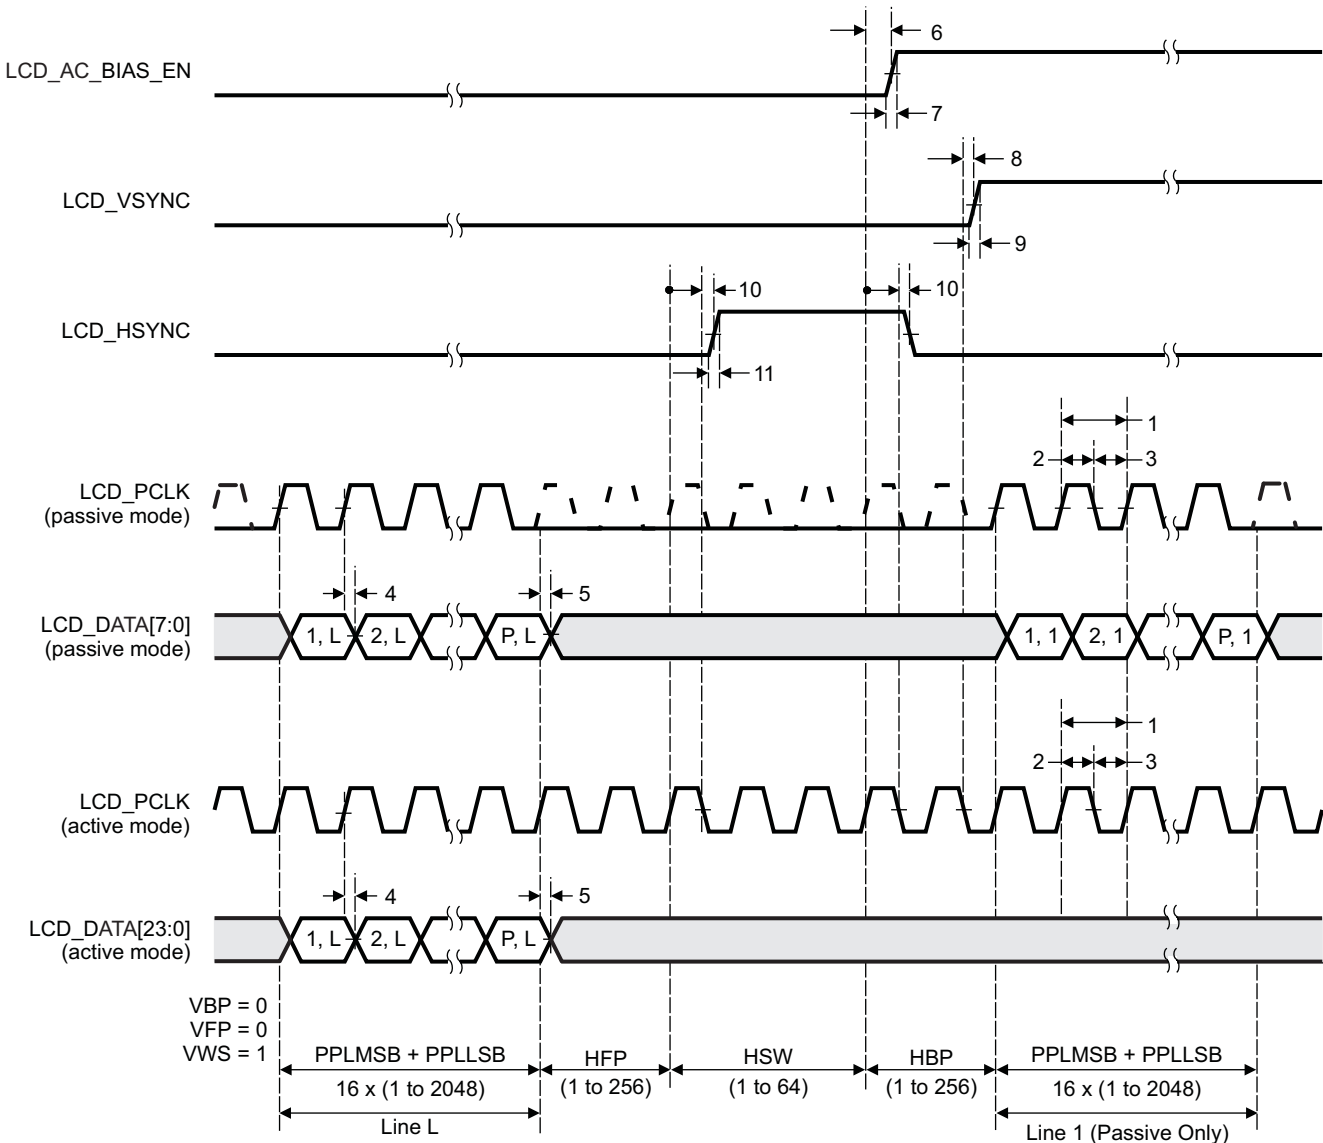 6
LCD_AC_BIAS_EN
7
8
LCD_VSYNC
9
10
10
LCD_HSYNC
11
1
2
3
LCD_PCLK
(passive mode)
4
5
LCD_DATA[7:0]
(passive mode)
1, L
2, L
P, L
1, 1
2, 1
P, 1
1
2
3
LCD_PCLK
(active mode)
4
5
LCD_DATA[23:0]
(active mode)
1, L
2, L
P, L
VBP = 0
VFP = 0
VWS = 1
PPLMSB + PPLLSB
16 x (1 to 2048)
Line L
HFP
(1 to 256)
HSW
(1 to 64)
HBP
(1 to 256)
PPLMSB + PPLLSB
16 x (1 to 2048)
Line 1 (Passive Only)